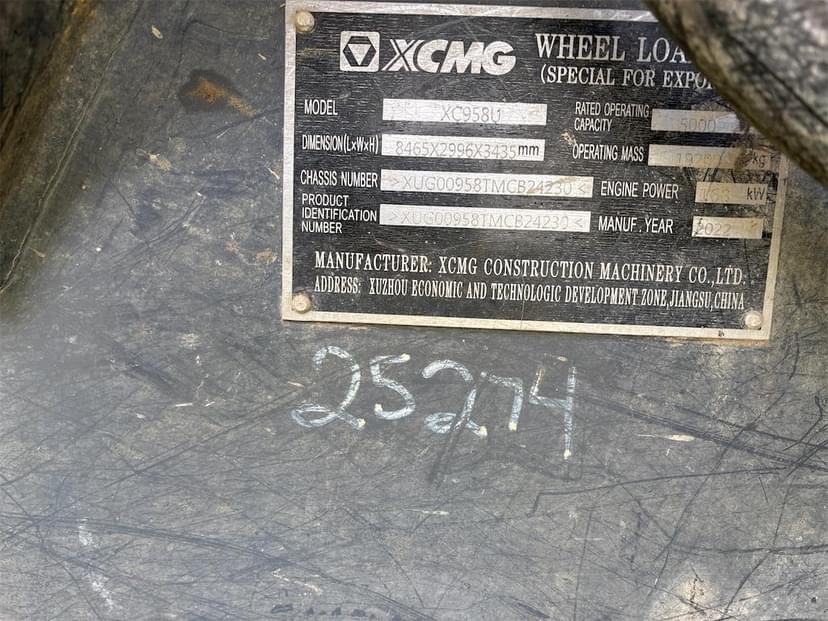 XCMG WHEEL
(SPECIAL FOR
MODEL XC958U RATED OPERATING CAPACITY 5000
DIMENSION(LxWxH) 8465X2996X3435mm OPERATING MASS kg
CHASSIS NUMBER >XUG00958TMCB24230< ENGINE POWER kW
PRODUCT IDENTIFICATION NUMBER >XUG00958TMCB24230< MANUF.YEAR 2022
MANUFACTURER: XCMG CONSTRUCTION MACHINERY CO.,LTD.
ADDRESS: XUZHOU ECONOMIC AND TECHNOLOGIC DEVELOPMENT ZONE,JIANGSU,CHINA
25274